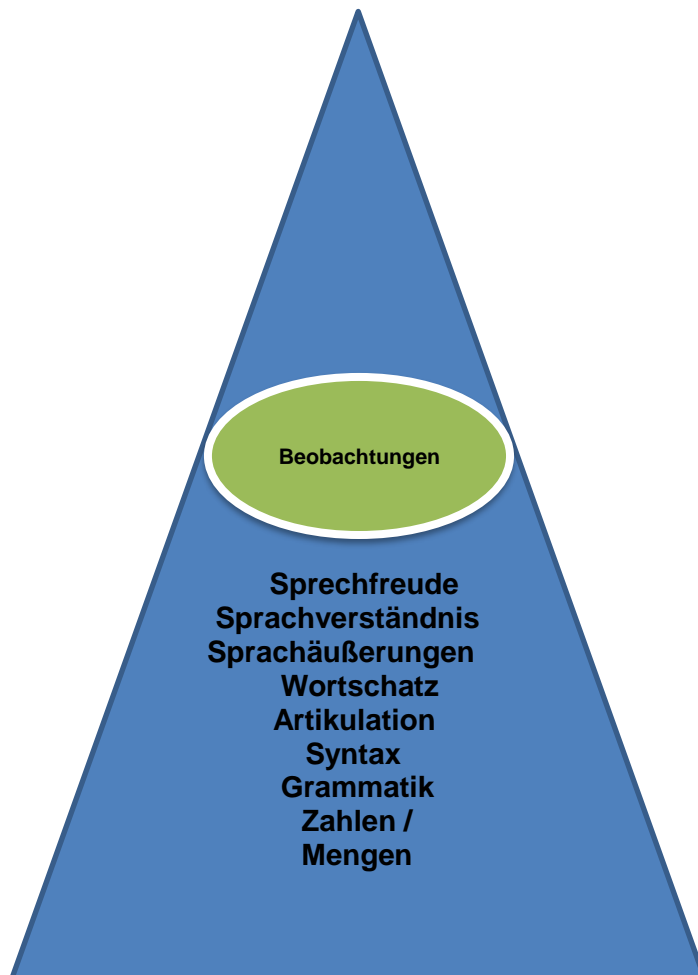 Beobachtungen
Sprechfreude
Sprachverständnis
Sprachäußerungen
Wortschatz
Artikulation
Syntax
Grammatik
Zahlen /
Mengen